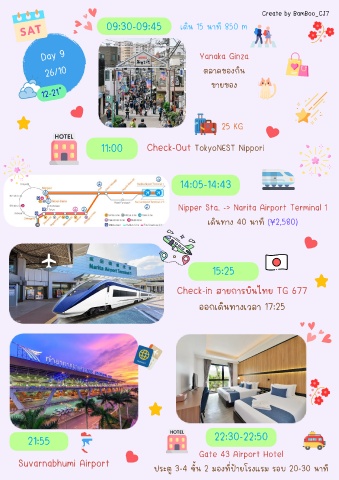 Create by BamBoo_CJ7
SAT
09:30-09:45
เดิน 15 นาที 850 m
Day 9
26/10
12-21°
Yanaka Ginza
ตลาดของกิน
ขายของ
25 KG
HOTEL
11:00
Check-Out TokyoNEST Nippori
14:05-14:43
Nipper Sta. -> Narita Airport Terminal 1
เดินทาง 40 นาที (¥2,580)
Narita Airport Terminal 1
15:25
Check-in สายการบินไทย TG 677
ออกเดินทางเวลา 17:25
21:55
Suvarnabhumi Airport
HOTEL
22:30-22:50
Gate 43 Airport Hotel
ประตู 3-4 ชั้น 2 มองที่ป้ายโรงแรม รอบ 20-30 นาที